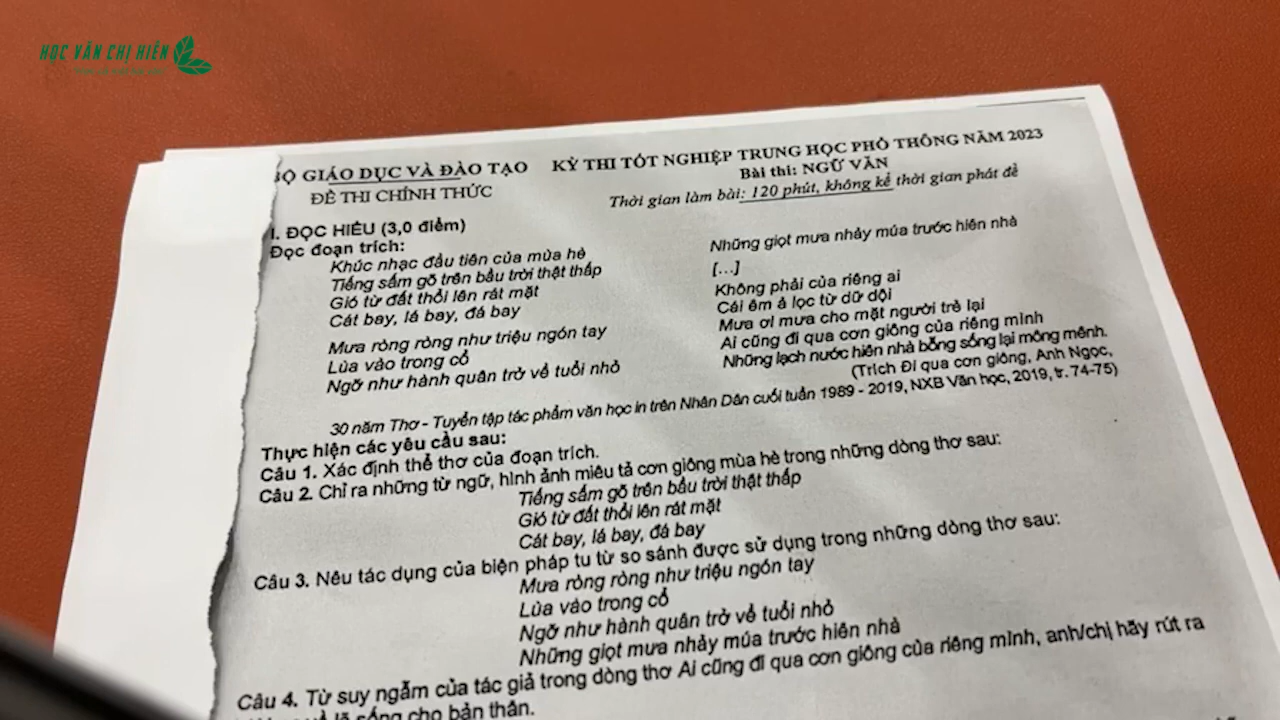 HỌC VĂN CHỊ HIÊN
BỘ GIÁO DỤC VÀ ĐÀO TẠO
ĐỀ THI CHÍNH THỨC
KỲ THI TỐT NGHIỆP TRUNG HỌC PHỔ THÔNG NĂM 2023
Bài thi: NGỮ VĂN
Thời gian làm bài: 120 phút, không kể thời gian phát đề
I. ĐỌC HIỂU (3,0 điểm)
Đọc đoạn trích:
Khúc nhạc đầu tiên của mùa hè
Tiếng sấm gõ trên bầu trời thật thấp
Gió từ đất thổi lên rát mặt
Cát bay, lá bay, đá bay
Mưa ròng ròng như triệu ngón tay
Lùa vào trong cổ
Ngỡ như hành quân trở về tuổi nhỏ
Những giọt mưa nhảy múa trước hiên nhà
[...]
Không phải của riêng ai
Cái êm ả lọc từ dữ dội
Mưa ơi mưa cho mặt người trẻ lại
Ai cũng đi qua cơn giông của riêng mình
Những lạch nước hiên nhà bỗng sống lại mông mênh.
(Trích Đi qua cơn giông, Anh Ngọc,
30 năm Thơ - Tuyển tập tác phẩm văn học in trên Nhân Dân cuối tuần 1989 - 2019, NXB Văn học, 2019, tr. 74-75)
Thực hiện các yêu cầu sau:
Câu 1. Xác định thể thơ của đoạn trích.
Câu 2. Chỉ ra những từ ngữ, hình ảnh miêu tả cơn giông mùa hè trong những dòng thơ sau:
Tiếng sấm gõ trên bầu trời thật thấp
Gió từ đất thổi lên rát mặt
Cát bay, lá bay, đá bay
Câu 3. Nêu tác dụng của biện pháp tu từ so sánh được sử dụng trong những dòng thơ sau:
Mưa ròng ròng như triệu ngón tay
Lùa vào trong cổ
Ngỡ như hành quân trở về tuổi nhỏ
Những giọt mưa nhảy múa trước hiên nhà
Câu 4. Từ suy ngẫm của tác giả trong dòng thơ Ai cũng đi qua cơn giông của riêng mình, anh/chị hãy rút ra
về lẽ sống cho bản thân.